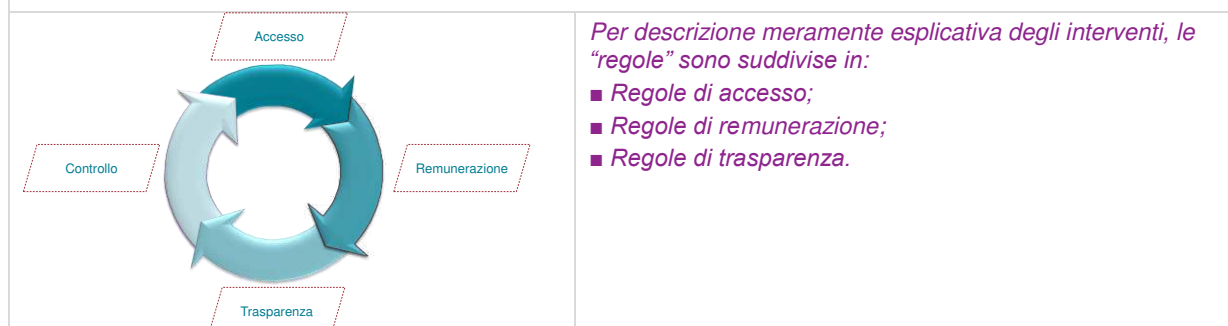 Accesso
Controllo
Remunerazione
Trasparenza
Per descrizione meramente esplicativa degli interventi, le
“regole” sono suddivise in:
■ Regole di accesso;
■ Regole di remunerazione;
■ Regole di trasparenza.